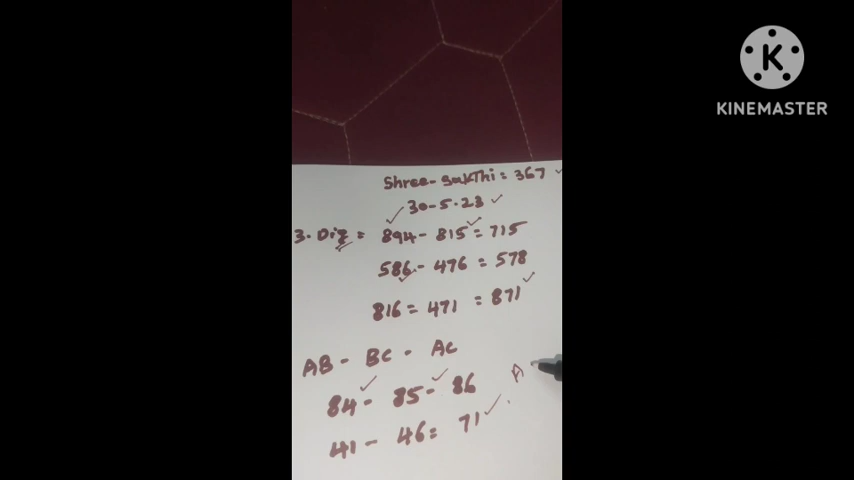 KINEMASTER
Shree-SakThi = 367 ✓
✓ 30-5-23 ✓
3. Dig = 894 - 815 = 715
586 - 476 = 578
816 = 471 = 871
AB - BC - AC
84 - 85 - 86
41 - 46 = 71
A